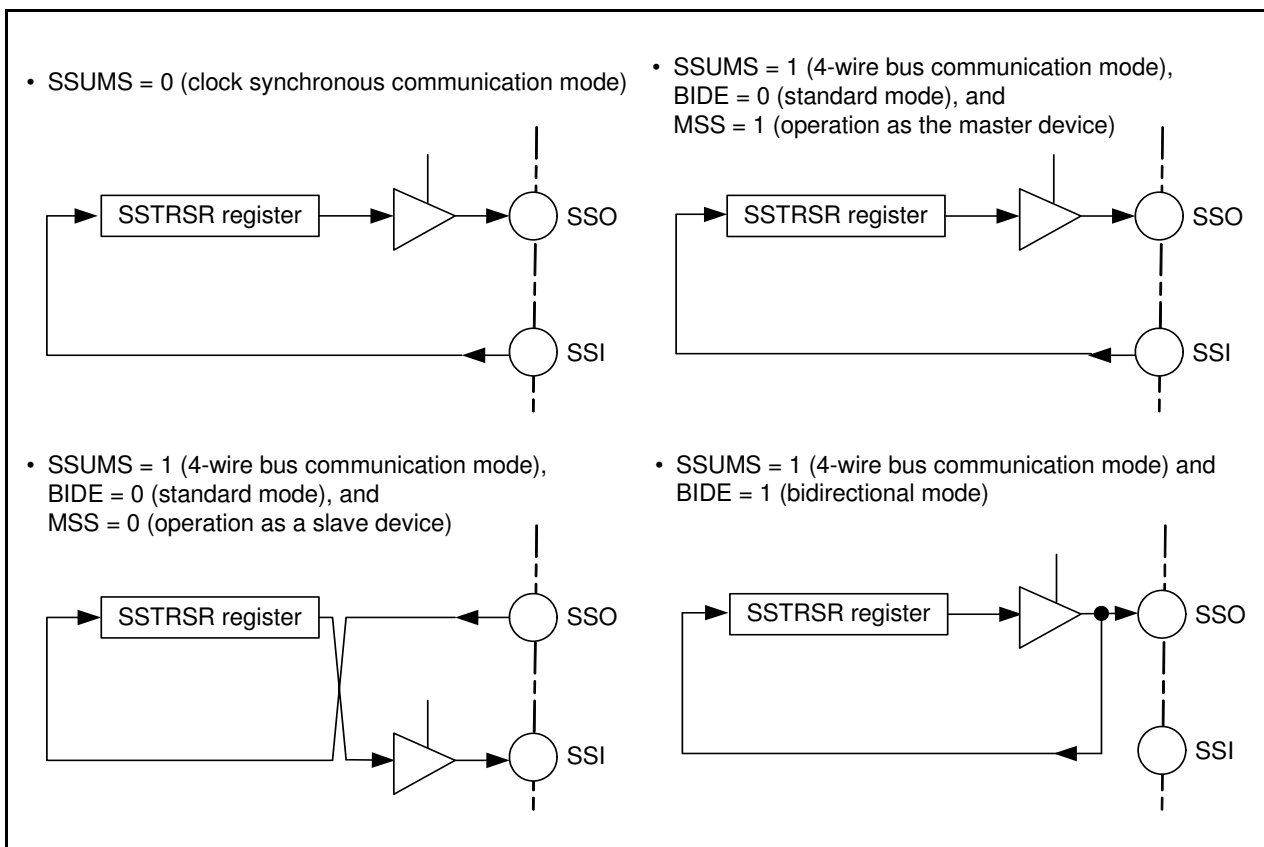 • SSUMS = 0 (clock synchronous communication mode)
SSTRSR register
SSO
SSI
• SSUMS = 1 (4-wire bus communication mode),
BIDE = 0 (standard mode), and
MSS = 1 (operation as the master device)
SSTRSR register
SSO
SSI
• SSUMS = 1 (4-wire bus communication mode),
BIDE = 0 (standard mode), and
MSS = 0 (operation as a slave device)
SSTRSR register
SSO
SSI
• SSUMS = 1 (4-wire bus communication mode) and
BIDE = 1 (bidirectional mode)
SSTRSR register
SSO
SSI